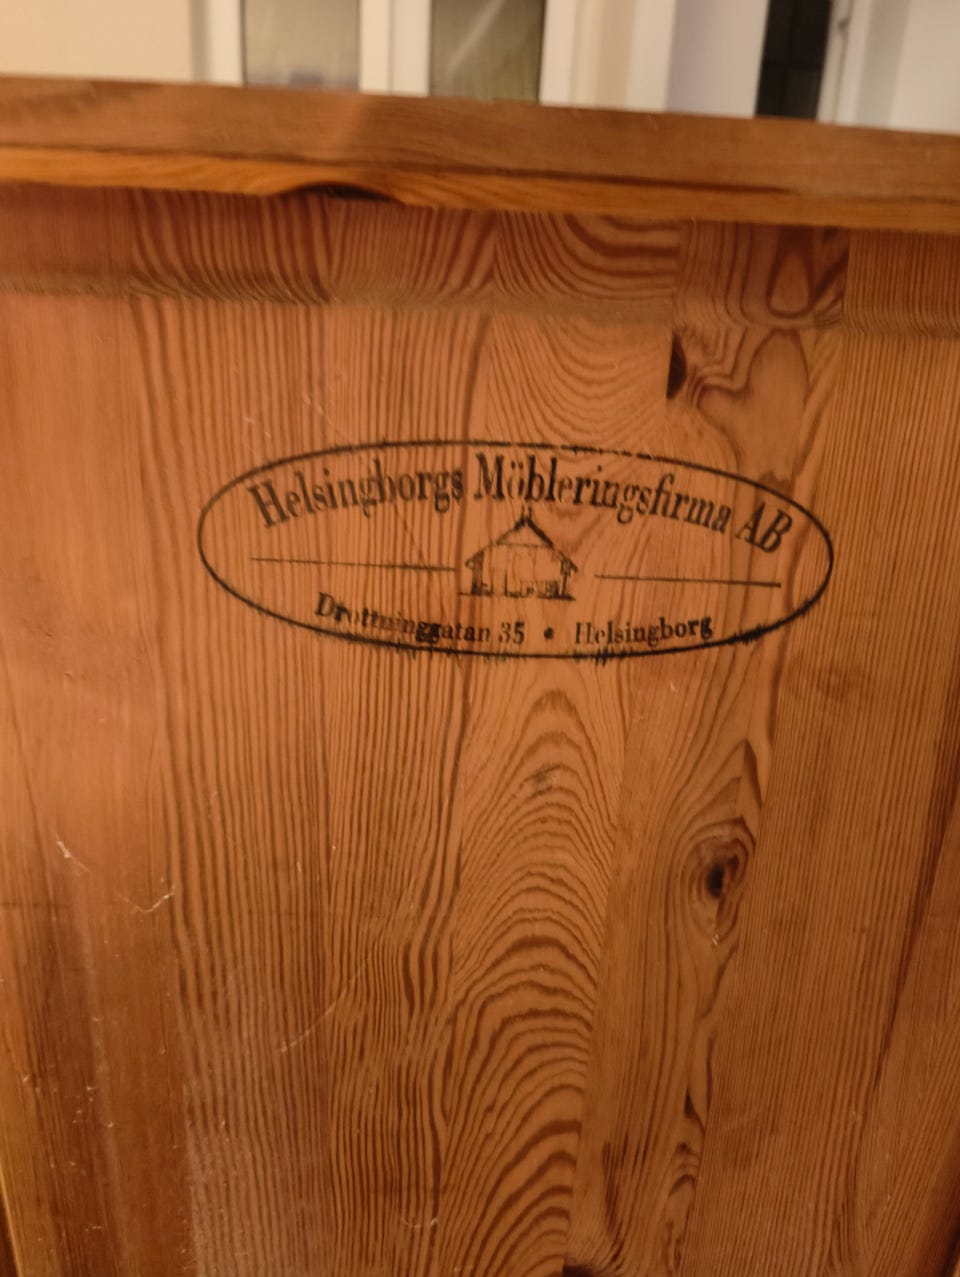 Helsingborgs Möbleringsfirma AB
Drottninggatan 35 • Helsingborg